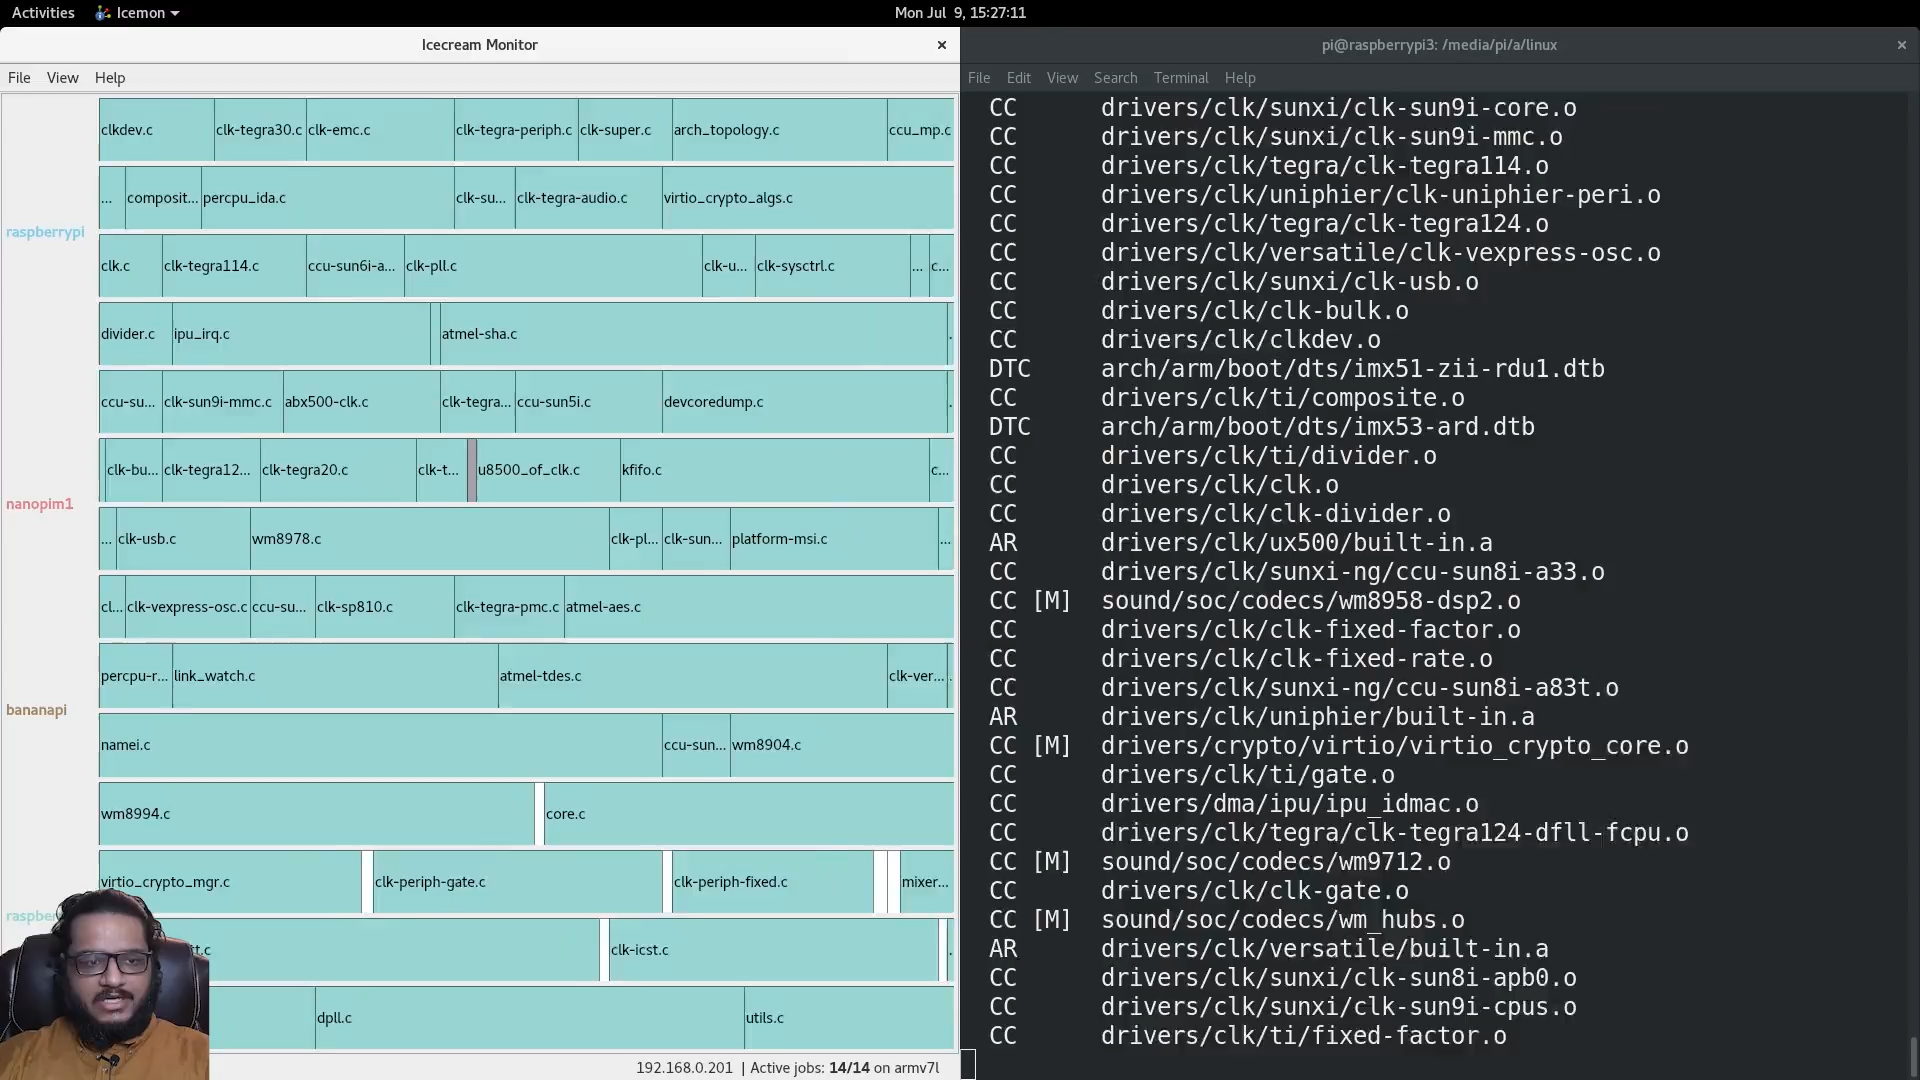 Activities Icemon Mon Jul 9, 15:27:11
Icecream Monitor
File View Help
clkdev.c clk-tegra30.c clk-emc.c clk-tegra-periph.c clk-super.c arch_topology.c ccu_mp.c
... composit... percpu_ida.c clk-su... clk-tegra-audio.c virtio_crypto_algs.c
raspberrypi
clk.c clk-tegra114.c ccu-sun6i-a... clk-pll.c clk-u... clk-sysctrl.c ... c...
divider.c ipu_irq.c atmel-sha.c .
ccu-su... clk-sun9i-mmc.c abx500-clk.c clk-tegra... ccu-sun5i.c devcoredump.c .
clk-bu... clk-tegra12... clk-tegra20.c clk-t... u8500_of_clk.c kfifo.c c...
nanopim1
... clk-usb.c wm8978.c clk-pl... clk-sun... platform-msi.c ...
cl... clk-vexpress-osc.c ccu-su... clk-sp810.c clk-tegra-pmc.c atmel-aes.c
percpu-r... link_watch.c atmel-tdes.c clk-ver... .
bananapi
namei.c ccu-sun... wm8904.c
wm8994.c core.c
virtio_crypto_mgr.c clk-periph-gate.c clk-periph-fixed.c mixer...
clk-icst.c .
dpll.c utils.c
192.168.0.201 | Active jobs: 14/14 on armv7l
pi@raspberrypi3: /media/pi/a/linux
File Edit View Search Terminal Help
CC drivers/clk/sunxi/clk-sun9i-core.o
CC drivers/clk/sunxi/clk-sun9i-mmc.o
CC drivers/clk/tegra/clk-tegra114.o
CC drivers/clk/uniphier/clk-uniphier-peri.o
CC drivers/clk/tegra/clk-tegra124.o
CC drivers/clk/versatile/clk-vexpress-osc.o
CC drivers/clk/sunxi/clk-usb.o
CC drivers/clk/clk-bulk.o
CC drivers/clk/clkdev.o
DTC arch/arm/boot/dts/imx51-zii-rdu1.dtb
CC drivers/clk/ti/composite.o
DTC arch/arm/boot/dts/imx53-ard.dtb
CC drivers/clk/ti/divider.o
CC drivers/clk/clk.o
CC drivers/clk/clk-divider.o
AR drivers/clk/ux500/built-in.a
CC drivers/clk/sunxi-ng/ccu-sun8i-a33.o
CC [M] sound/soc/codecs/wm8958-dsp2.o
CC drivers/clk/clk-fixed-factor.o
CC drivers/clk/clk-fixed-rate.o
CC drivers/clk/sunxi-ng/ccu-sun8i-a83t.o
AR drivers/clk/uniphier/built-in.a
CC [M] drivers/crypto/virtio/virtio_crypto_core.o
CC drivers/clk/ti/gate.o
CC drivers/dma/ipu/ipu_idmac.o
CC drivers/clk/tegra/clk-tegra124-dfll-fcpu.o
CC [M] sound/soc/codecs/wm9712.o
CC drivers/clk/clk-gate.o
CC [M] sound/soc/codecs/wm_hubs.o
AR drivers/clk/versatile/built-in.a
CC drivers/clk/sunxi/clk-sun8i-apb0.o
CC drivers/clk/sunxi/clk-sun9i-cpus.o
CC drivers/clk/ti/fixed-factor.o